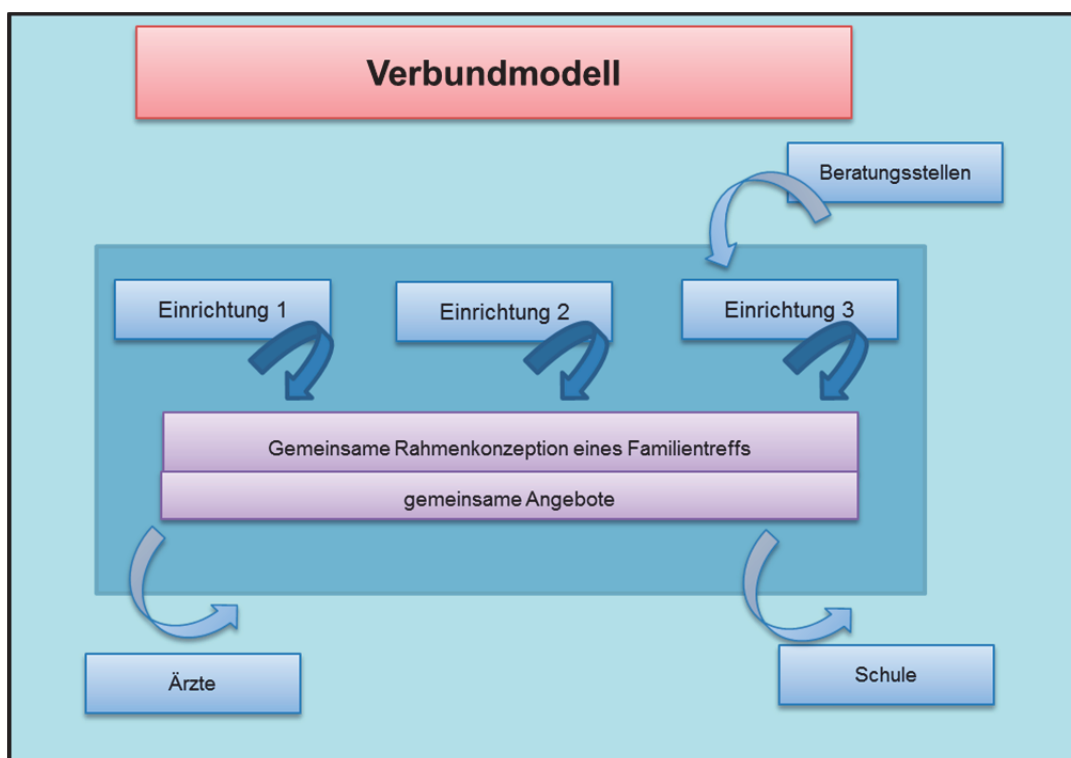 Verbundmodell
Beratungsstellen
Einrichtung 1
Einrichtung 2
Einrichtung 3
Gemeinsame Rahmenkonzeption eines Familientreffs
gemeinsame Angebote
Ärzte
Schule